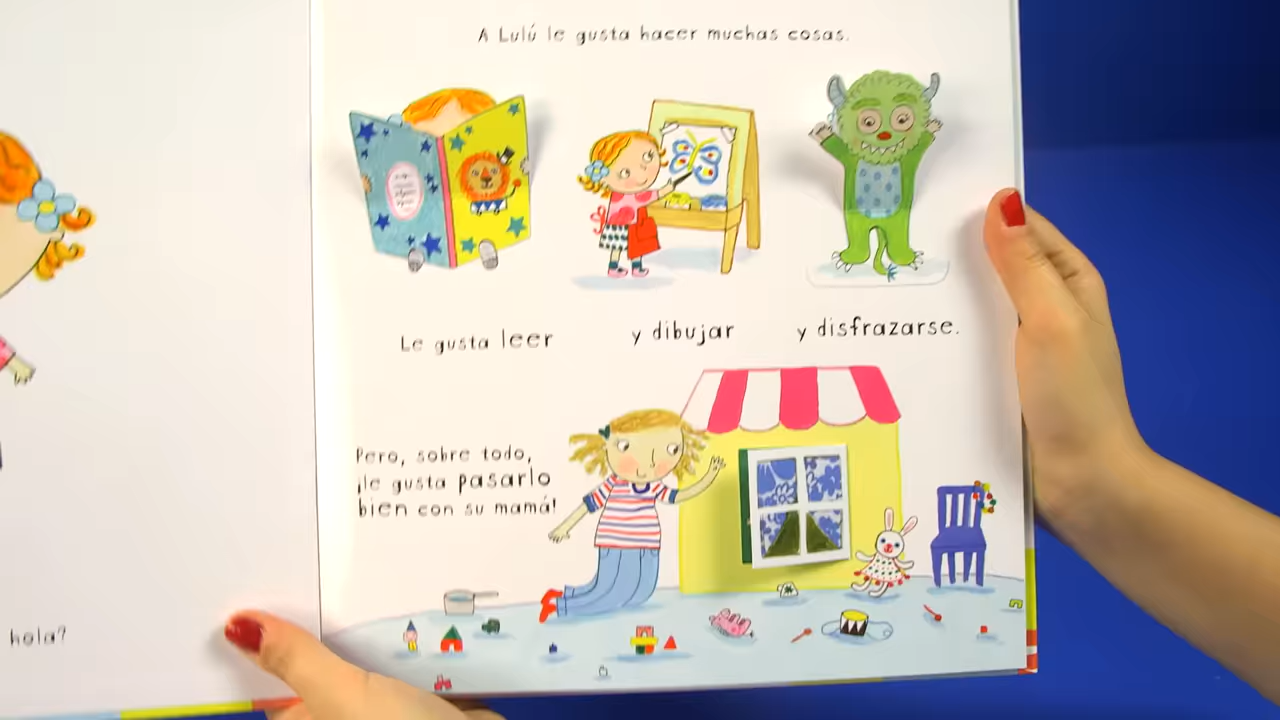 hola?
A Lulú le gusta hacer muchas cosas.
Le gusta leer
y dibujar
y disfrazarse.
Pero, sobre todo,
¡le gusta pasarlo
bien con su mamá!